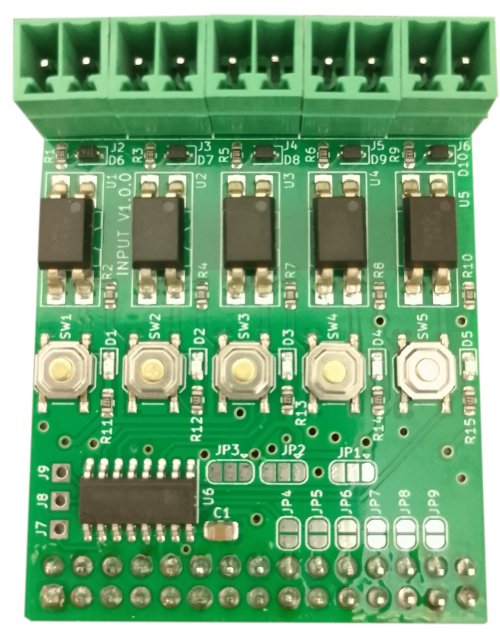 R1 J2 D6 R3 J3 D7 R5 J4 D8 R6 J5 D9 R9 J6 D10
U1 U2 U3 U4 U5
INPUT V1.0.0
R2 R4 R7 R8 R10
SW1 D1 SW2 D2 SW3 D3 SW4 D4 SW5 D5
R11 R12 R13 R14 R15
JP3 JP2 JP1
J9 J8 J7
U6
C1
JP4 JP5 JP6 JP7 JP8 JP9